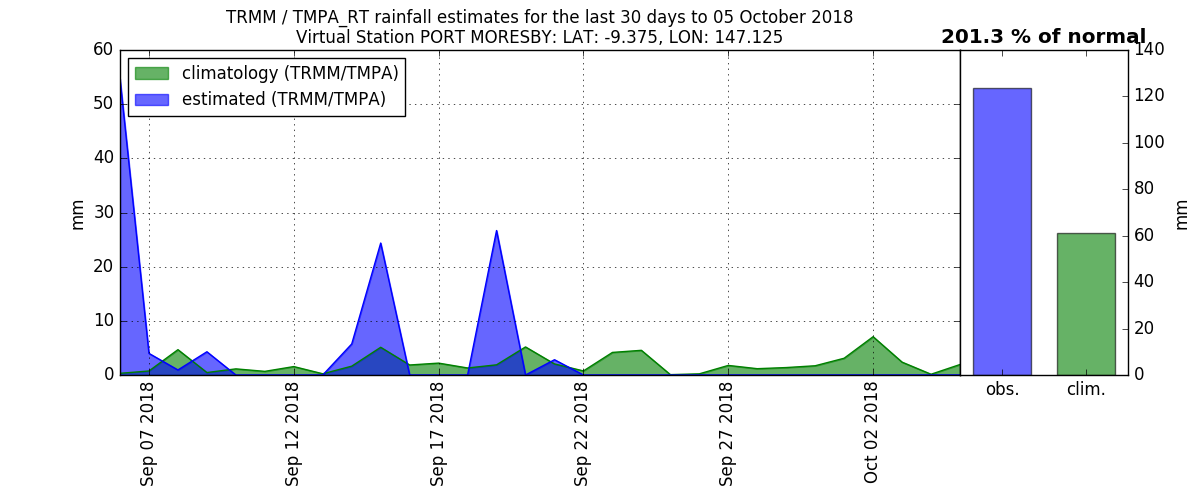 TRMM / TMPA_RT rainfall estimates for the last 30 days to 05 October 2018
Virtual Station PORT MORESBY: LAT: -9.375, LON: 147.125
201.3 % of normal
climatology (TRMM/TMPA)
estimated (TRMM/TMPA)
60
50
40
30
20
10
0
mm
Sep 07 2018
Sep 12 2018
Sep 17 2018
Sep 22 2018
Sep 27 2018
Oct 02 2018
140
120
100
80
60
40
20
0
mm
obs.
clim.